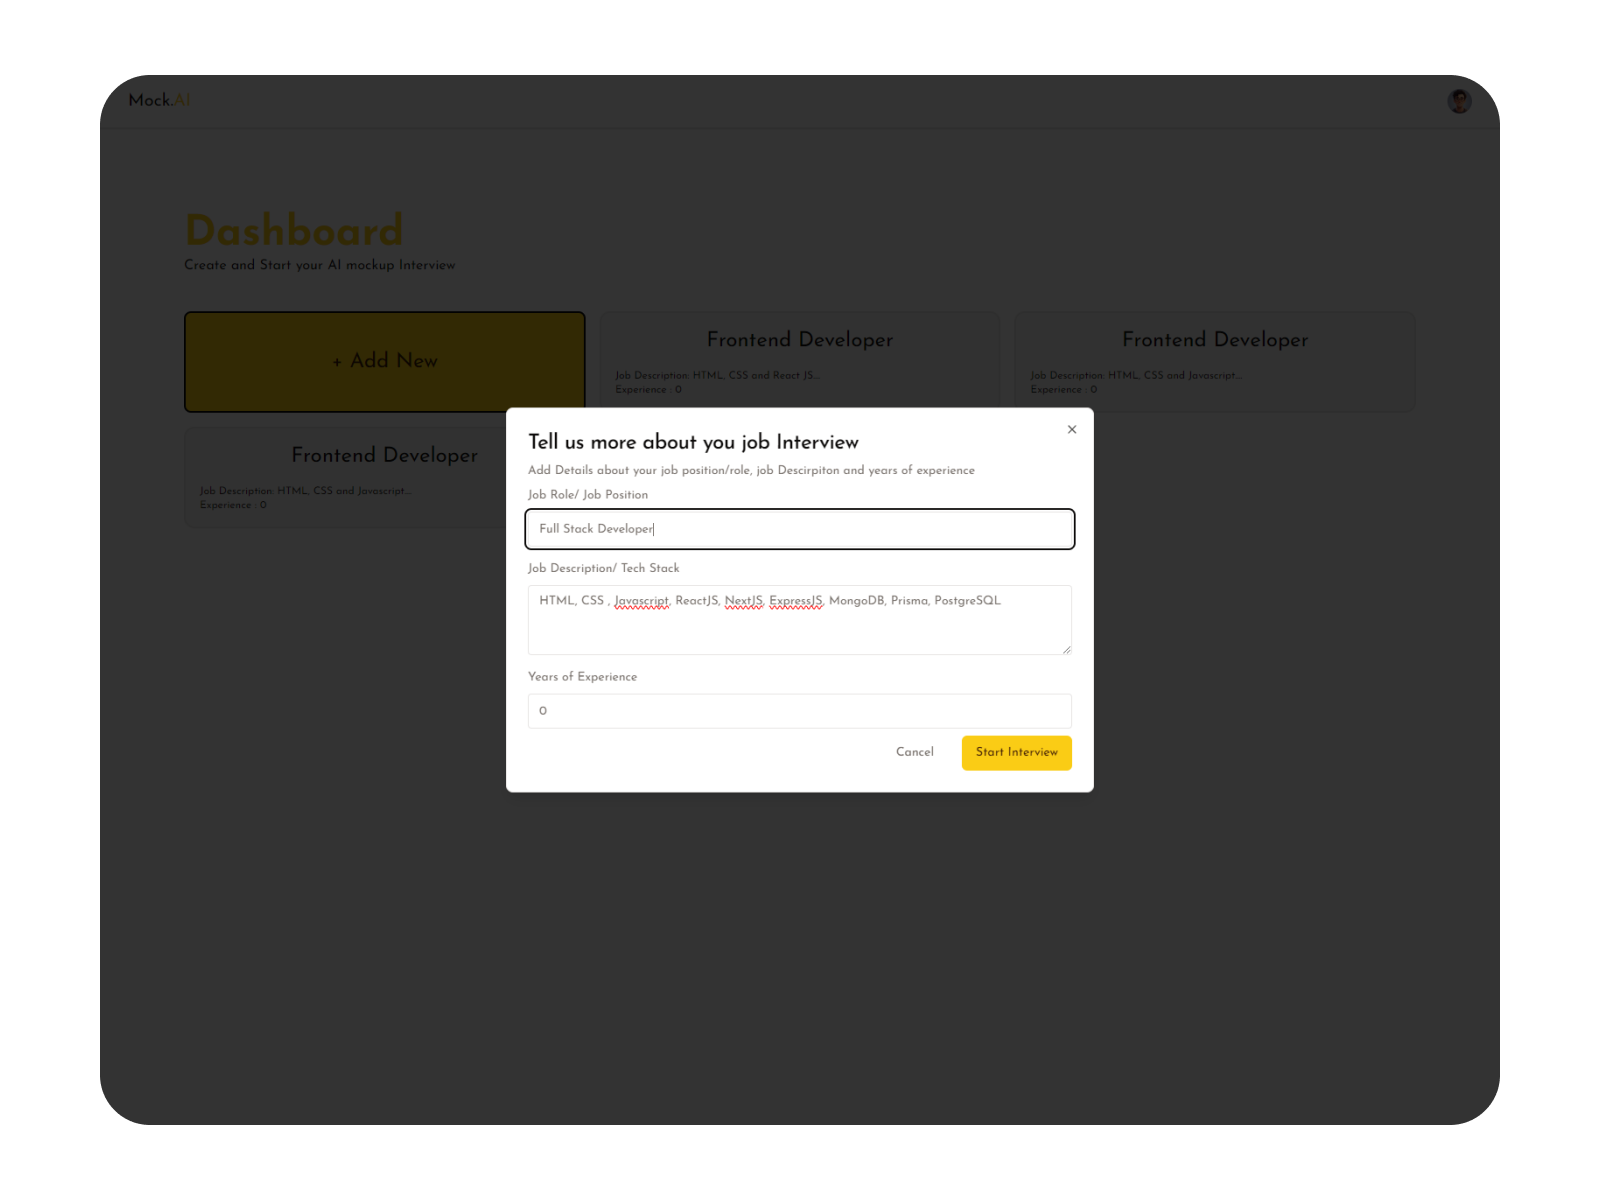 Mock.AI
Dashboard
Create and Start your AI mockup Interview
+ Add New
Frontend Developer
Job Description: HTML, CSS and React JS...
Experience : 0
Frontend Developer
Job Description: HTML, CSS and Javascript...
Experience : 0
Frontend Developer
Job Description: HTML, CSS and Javascript...
Experience : 0
Tell us more about you job Interview
Add Details about your job position/role, job Descirpiton and years of experience
Job Role/ Job Position
Full Stack Developer
Job Description/ Tech Stack
HTML, CSS , Javascript, ReactJS, NextJS, ExpressJS, MongoDB, Prisma, PostgreSQL
Years of Experience
0
Cancel
Start Interview